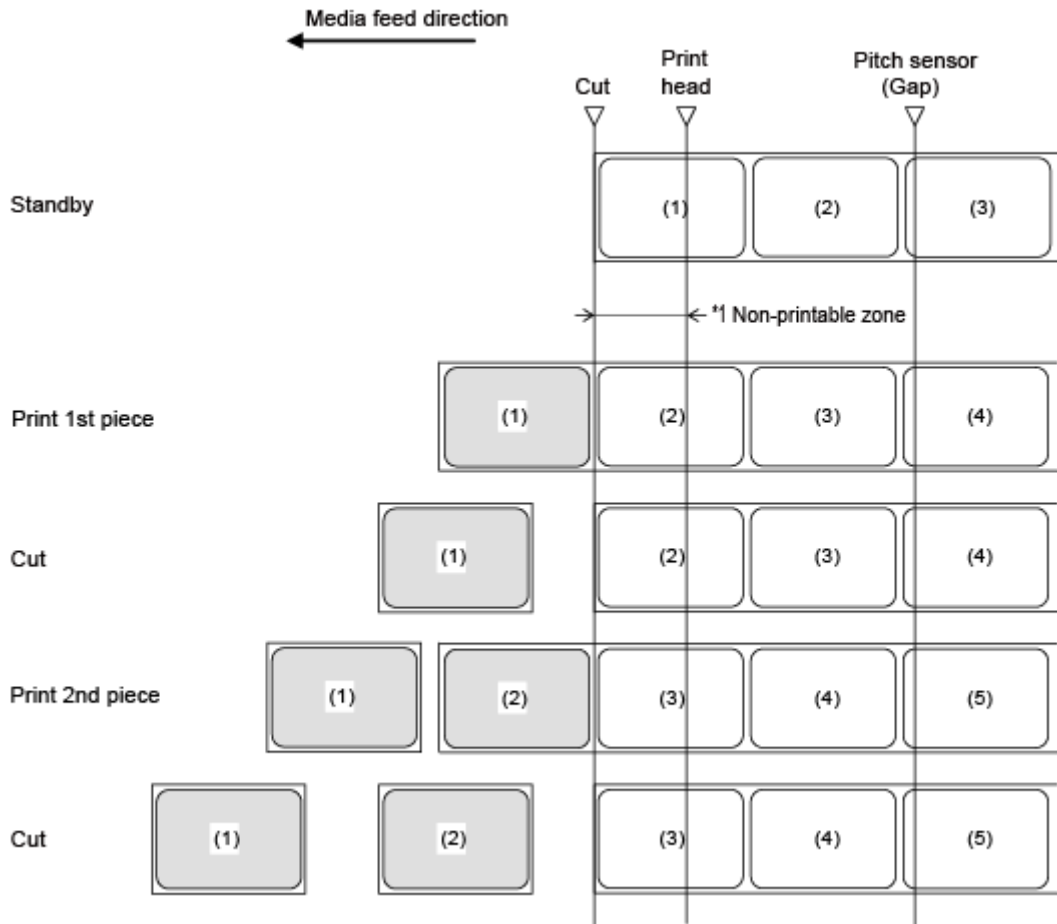 Media feed direction
Cut
Print
head
Pitch sensor
(Gap)
Standby
(1)
(2)
(3)
*1 Non-printable zone
Print 1st piece
(1)
(2)
(3)
(4)
Cut
(1)
(2)
(3)
(4)
Print 2nd piece
(1)
(2)
(3)
(4)
(5)
Cut
(1)
(2)
(3)
(4)
(5)